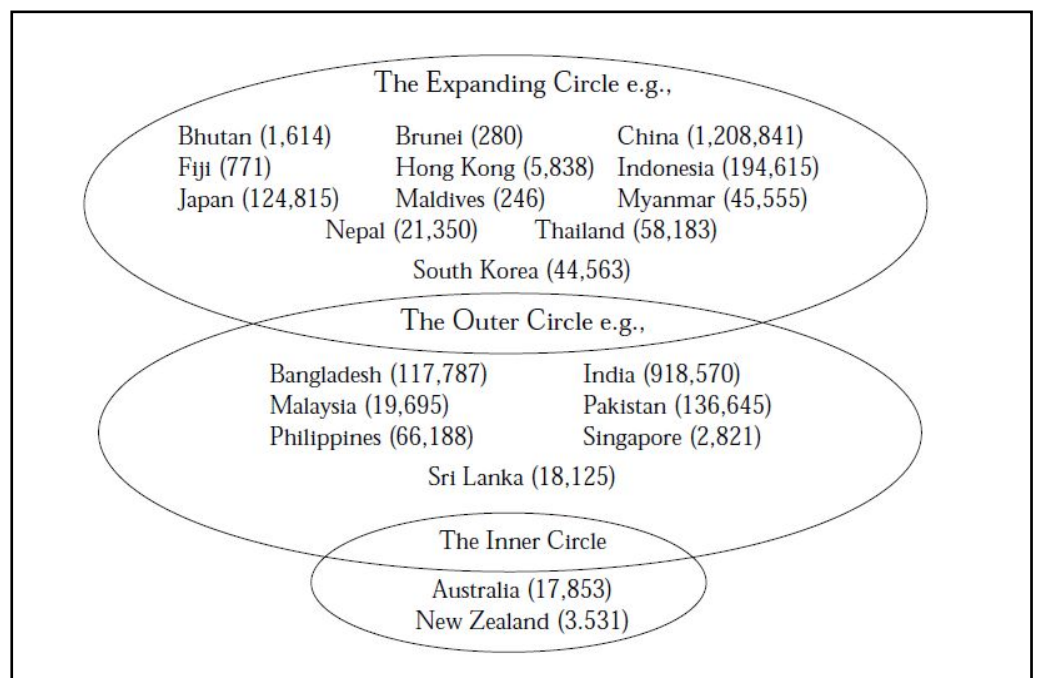 The Expanding Circle e.g.,
Bhutan (1,614) Brunei (280) China (1,208,841)
Fiji (771) Hong Kong (5,838) Indonesia (194,615)
Japan (124,815) Maldives (246) Myanmar (45,555)
Nepal (21,350) Thailand (58,183)
South Korea (44,563)
The Outer Circle e.g.,
Bangladesh (117,787) India (918,570)
Malaysia (19,695) Pakistan (136,645)
Philippines (66,188) Singapore (2,821)
Sri Lanka (18,125)
The Inner Circle
Australia (17,853)
New Zealand (3.531)